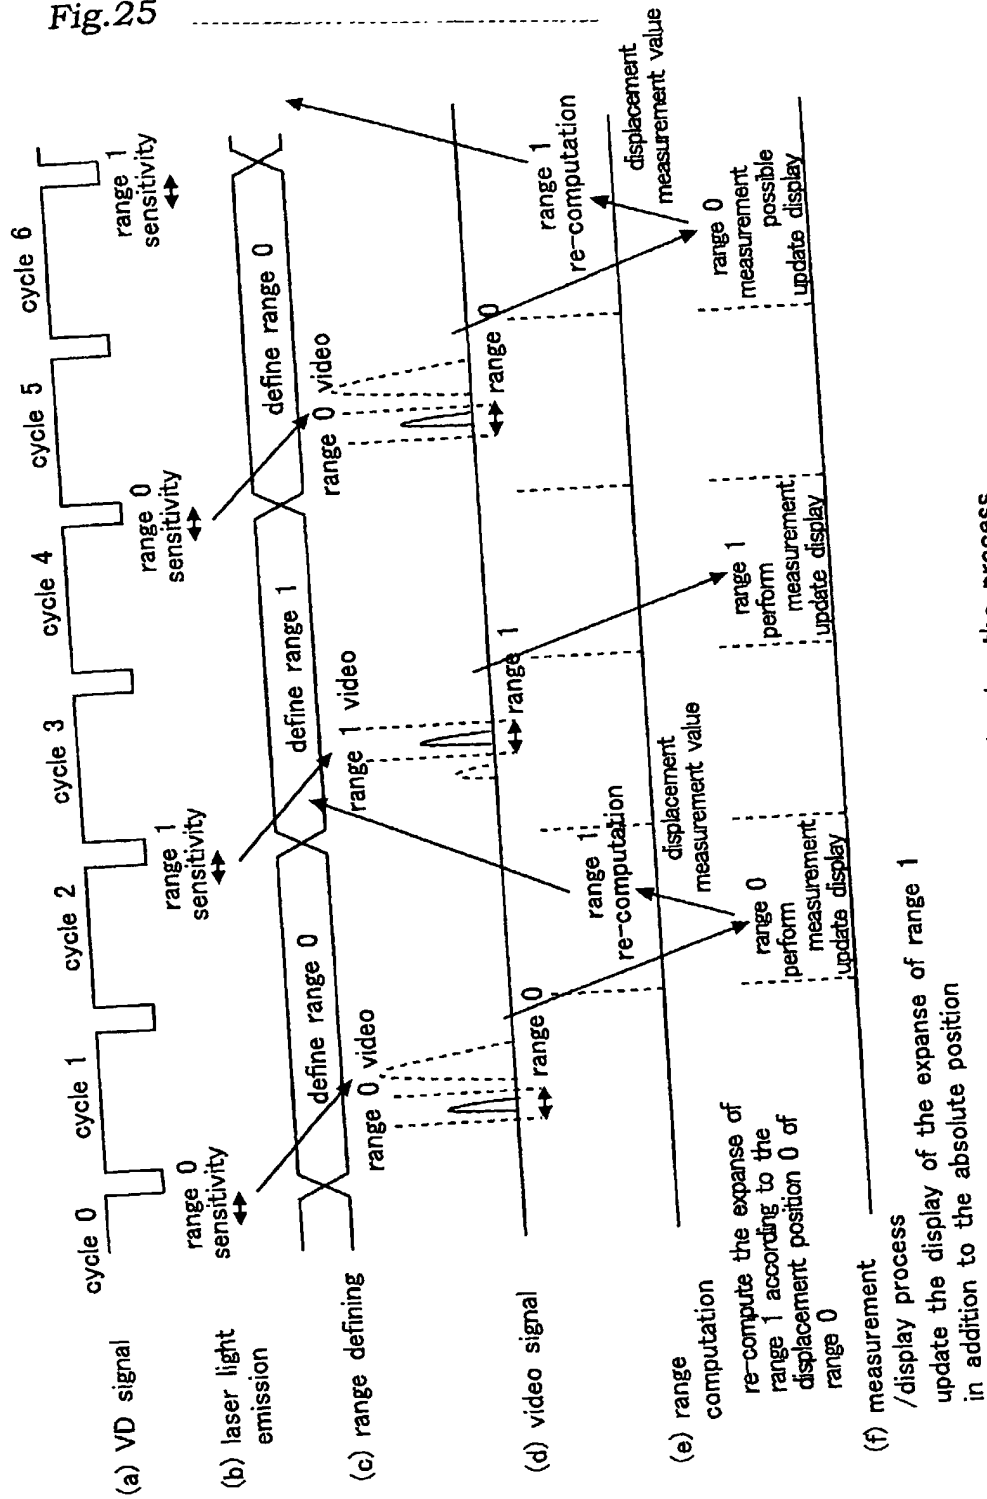 Fig.25
cycle 0
cycle 1
cycle 2
cycle 3
cycle 4
cycle 5
cycle 6
(a) VD signal
range 0
sensitivity
range 1
sensitivity
range 0
sensitivity
range 1
sensitivity
(b) laser light
emission
define range 0
define range 1
define range 0
(c) range defining
range 0 video
range 1 video
range 0 video
(d) video signal
range 0
range 1
range 0
range 1
re-computation
range 1
re-computation
displacement
measurement value
displacement
measurement value
(e) range
computation
re-compute the expanse of
range 1 according to the
displacement position 0 of
range 0
range 0
perform
measurement,
update display
range 1
perform
measurement,
update display
range 0
measurement
possible
update display
(f) measurement
/display process
update the display of the expanse of range 1
in addition to the absolute position
the process